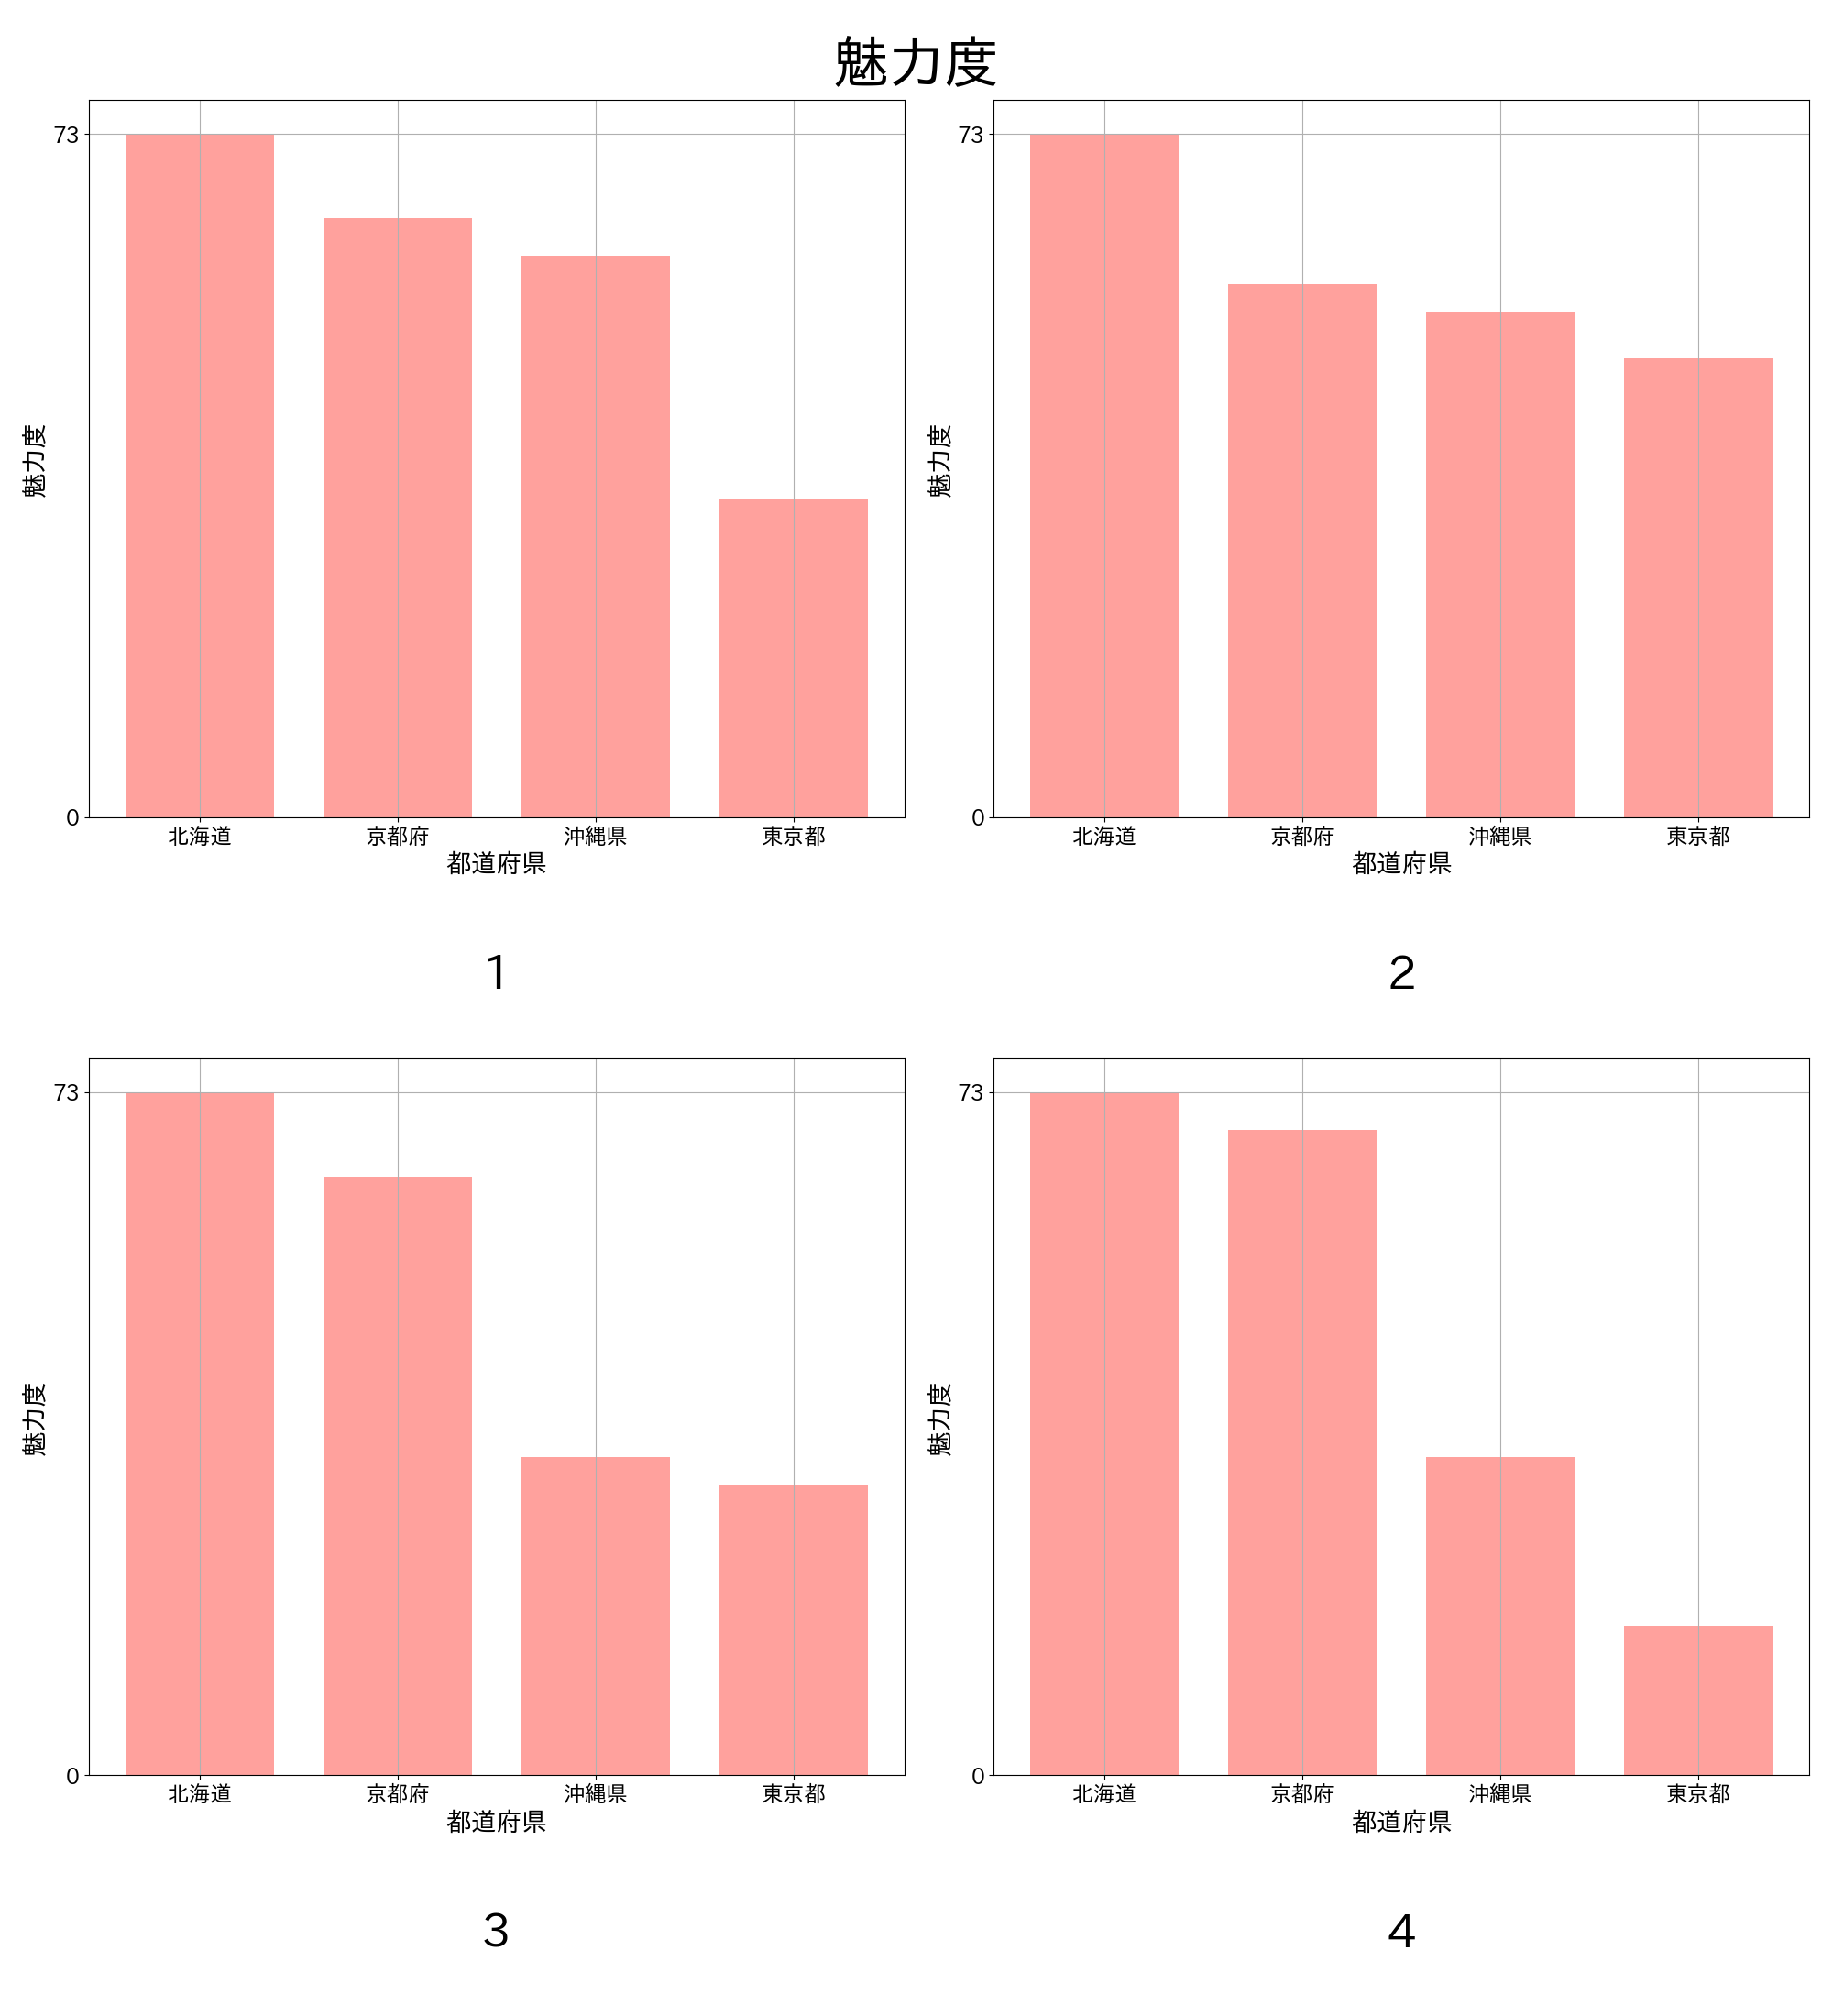 魅力度
73
魅力度
0
北海道 京都府 沖縄県 東京都
都道府県
1
73
魅力度
0
北海道 京都府 沖縄県 東京都
都道府県
2
73
魅力度
0
北海道 京都府 沖縄県 東京都
都道府県
3
73
魅力度
0
北海道 京都府 沖縄県 東京都
都道府県
4